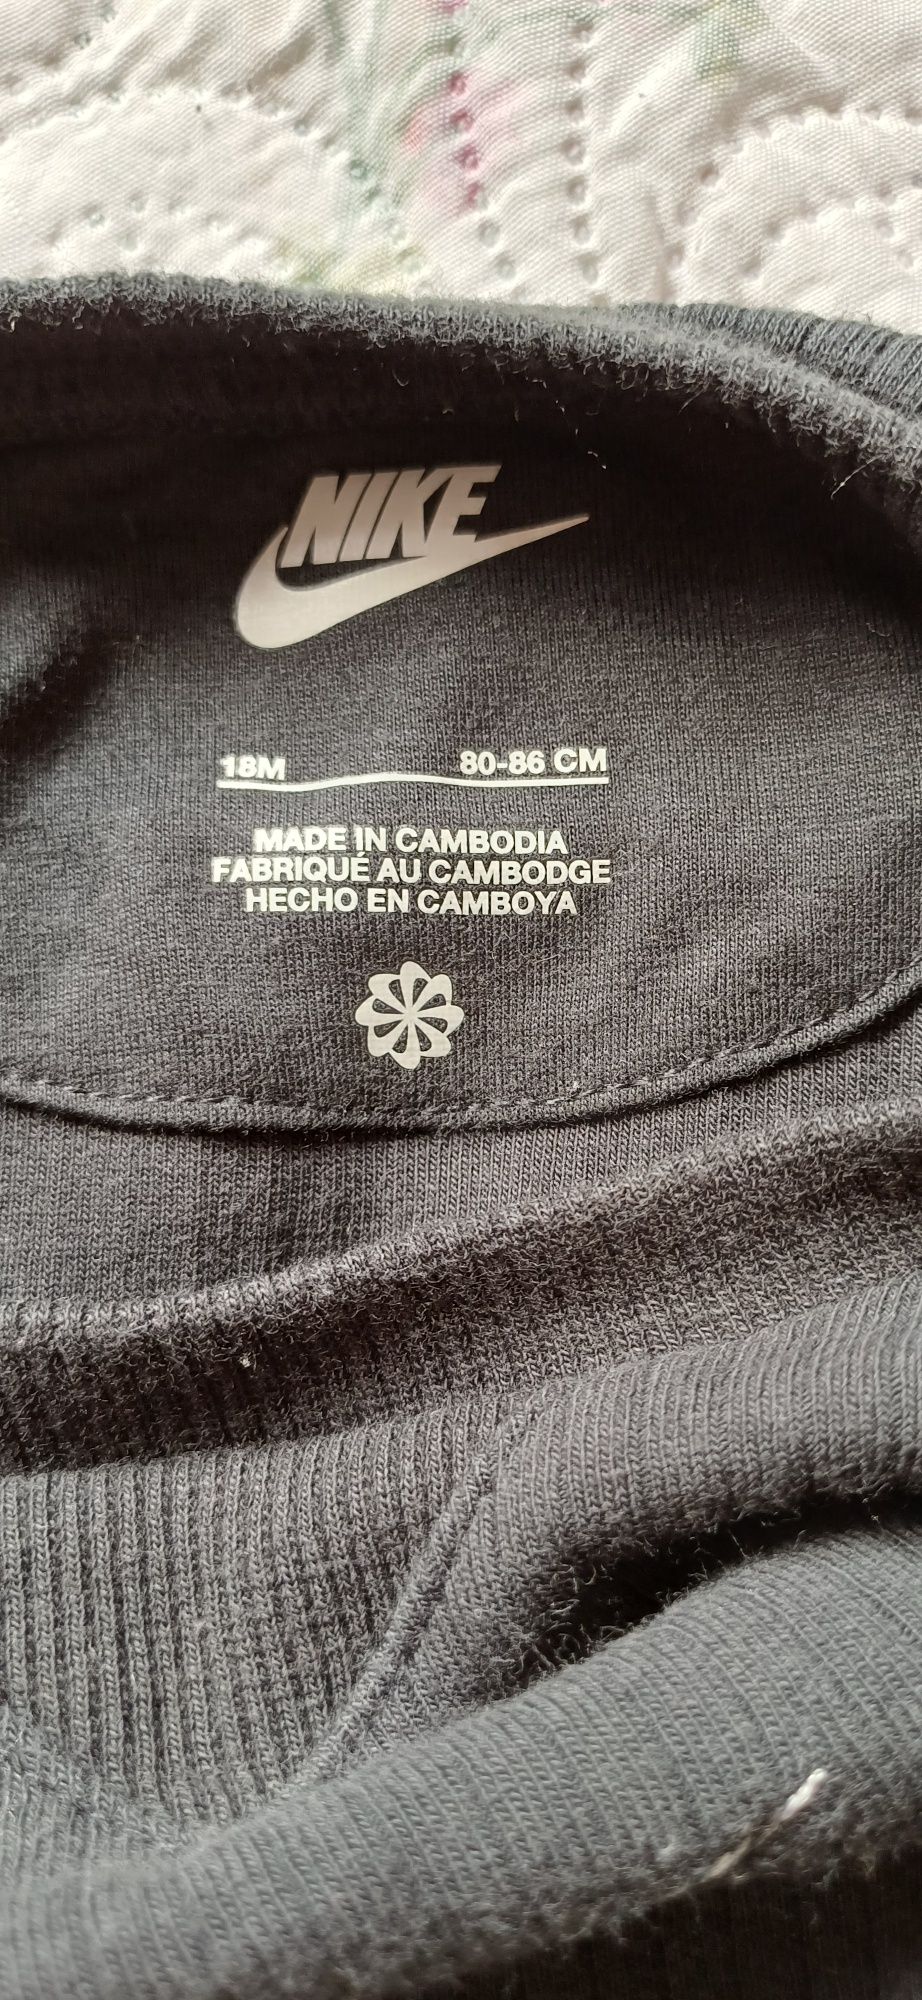 NIKE
18M 80-86 CM
MADE IN CAMBODIA
FABRIQUÉ AU CAMBODGE
HECHO EN CAMBOYA